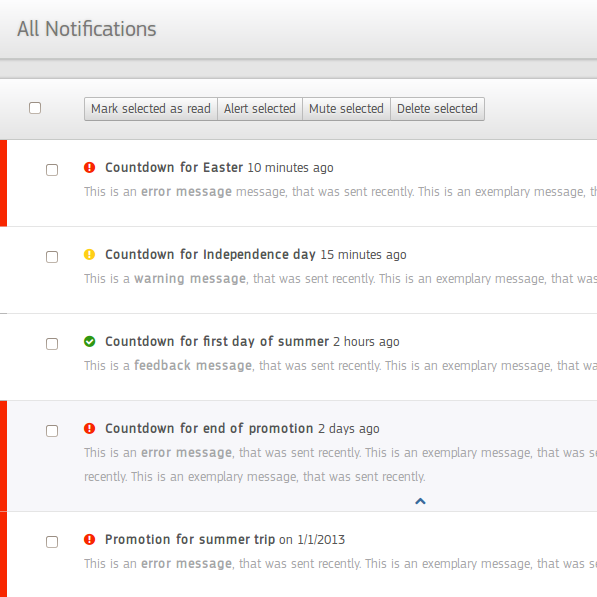 All Notifications
Mark selected as read Alert selected Mute selected Delete selected
Countdown for Easter 10 minutes ago
This is an error message message, that was sent recently. This is an exemplary message,
Countdown for Independence day 15 minutes ago
This is a warning message, that was sent recently. This is an exemplary message, that was
Countdown for first day of summer 2 hours ago
This is a feedback message, that was sent recently. This is an exemplary message, that
Countdown for end of promotion 2 days ago
This is an error message, that was sent recently. This is an exemplary message, that was
recently. This is an exemplary message, that was sent recently.
Promotion for summer trip on 1/1/2013
This is an error message, that was sent recently. This is an exemplary message, that was